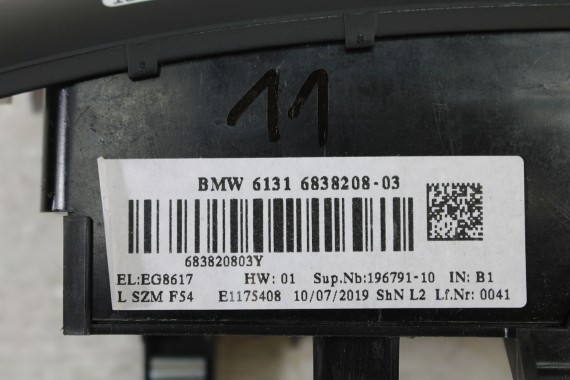 11
BMW 6131 6838208-03
683820803Y
EL:EG8617 HW: 01 Sup.Nb:196791-10 IN: B1
L SZM F54 E1175408 10/07/2019 ShN L2 Lf.Nr: 0041